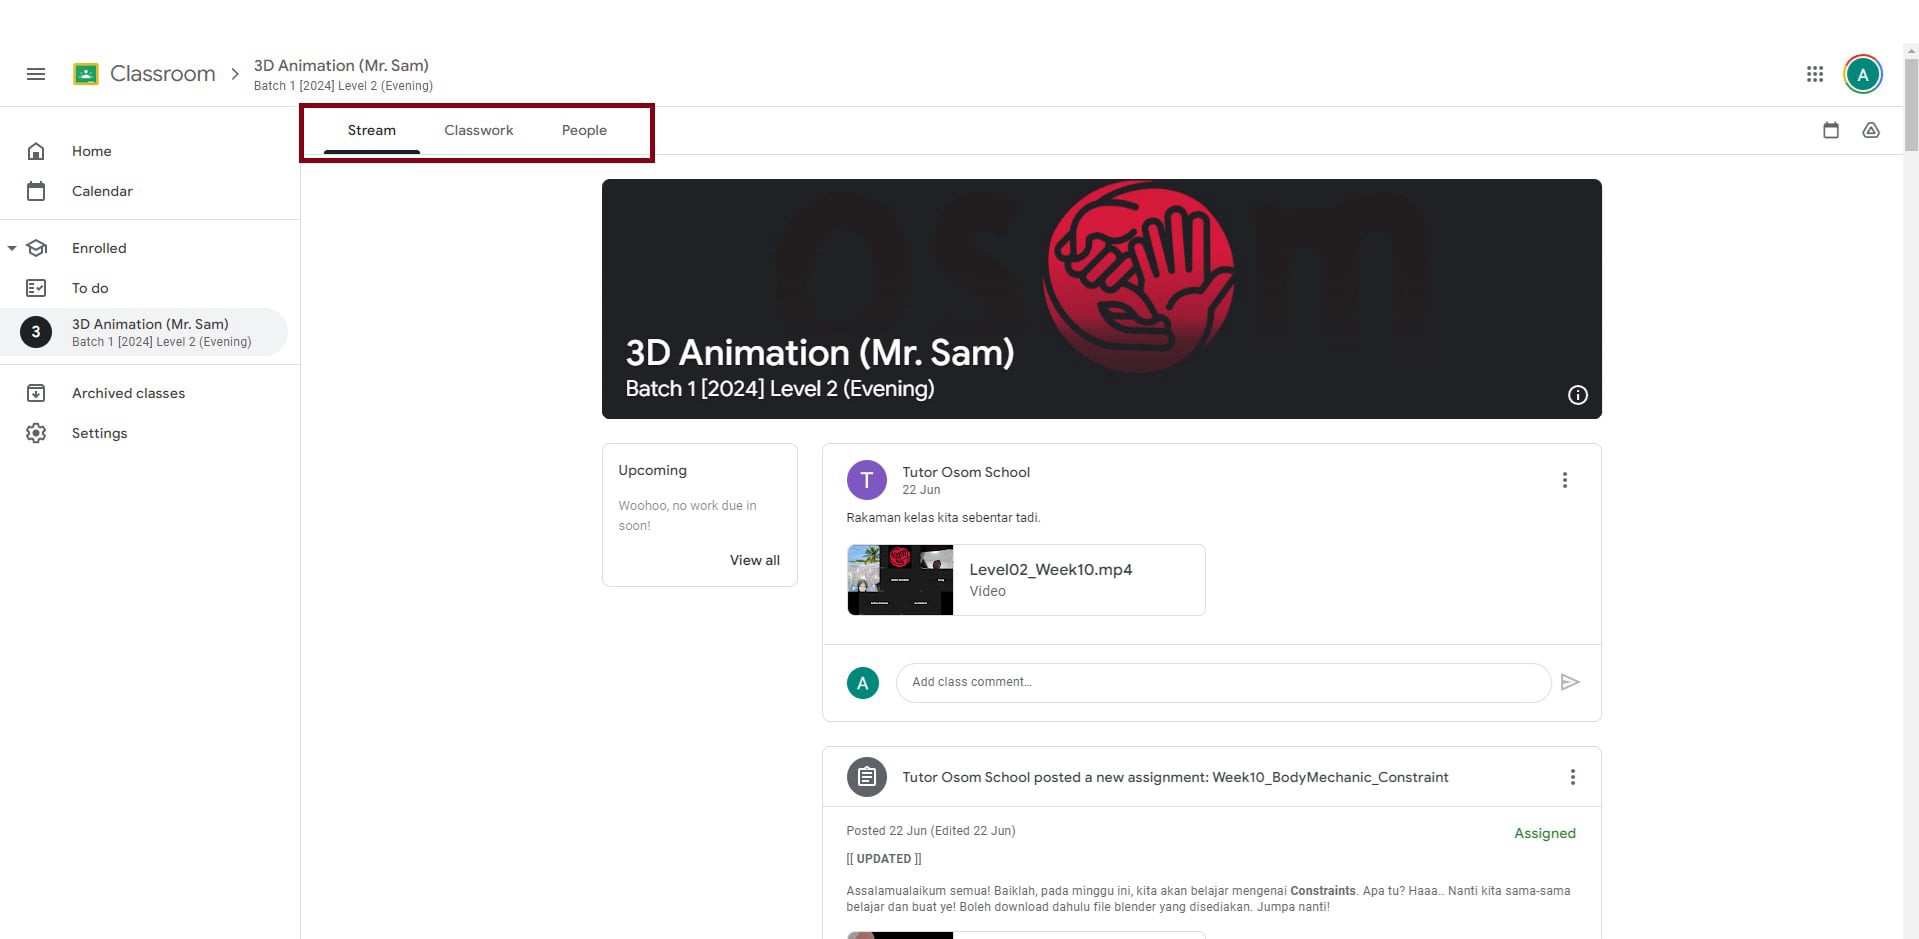 Classroom
3D Animation (Mr. Sam)
Batch 1 [2024] Level 2 (Evening)
A
Stream
Classwork
People
Home
Calendar
Enrolled
To do
3
3D Animation (Mr. Sam)
Batch 1 [2024] Level 2 (Evening)
Archived classes
Settings
osom
3D Animation (Mr. Sam)
Batch 1 [2024] Level 2 (Evening)
Upcoming
Woohoo, no work due in
soon!
View all
T
Tutor Osom School
22 Jun
Rakaman kelas kita sebentar tadi.
Level02_Week10.mp4
Video
A
Add class comment…
Tutor Osom School posted a new assignment: Week10_BodyMechanic_Constraint
Posted 22 Jun (Edited 22 Jun)
Assigned
[[ UPDATED ]]
Assalamualaikum semua! Baiklah, pada minggu ini, kita akan belajar mengenai Constraints. Apa tu? Haaa.. Nanti kita sama-sama
belajar dan buat ye! Boleh download dahulu file blender yang disediakan. Jumpa nanti!